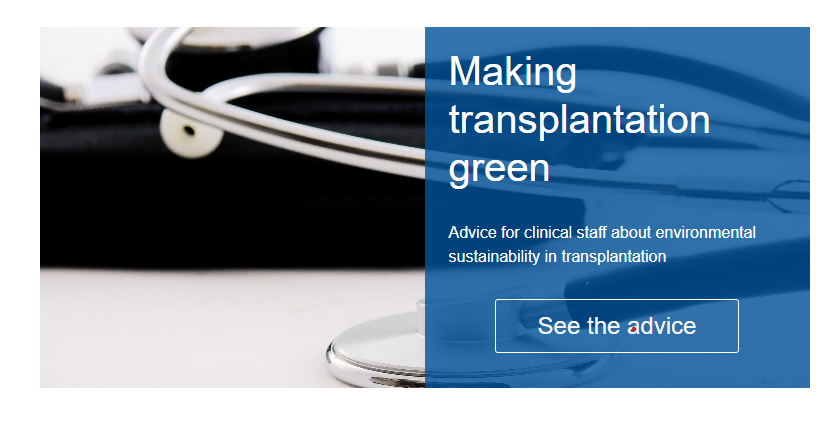 Making
transplantation
green
Advice for clinical staff about environmental
sustainability in transplantation
See the advice